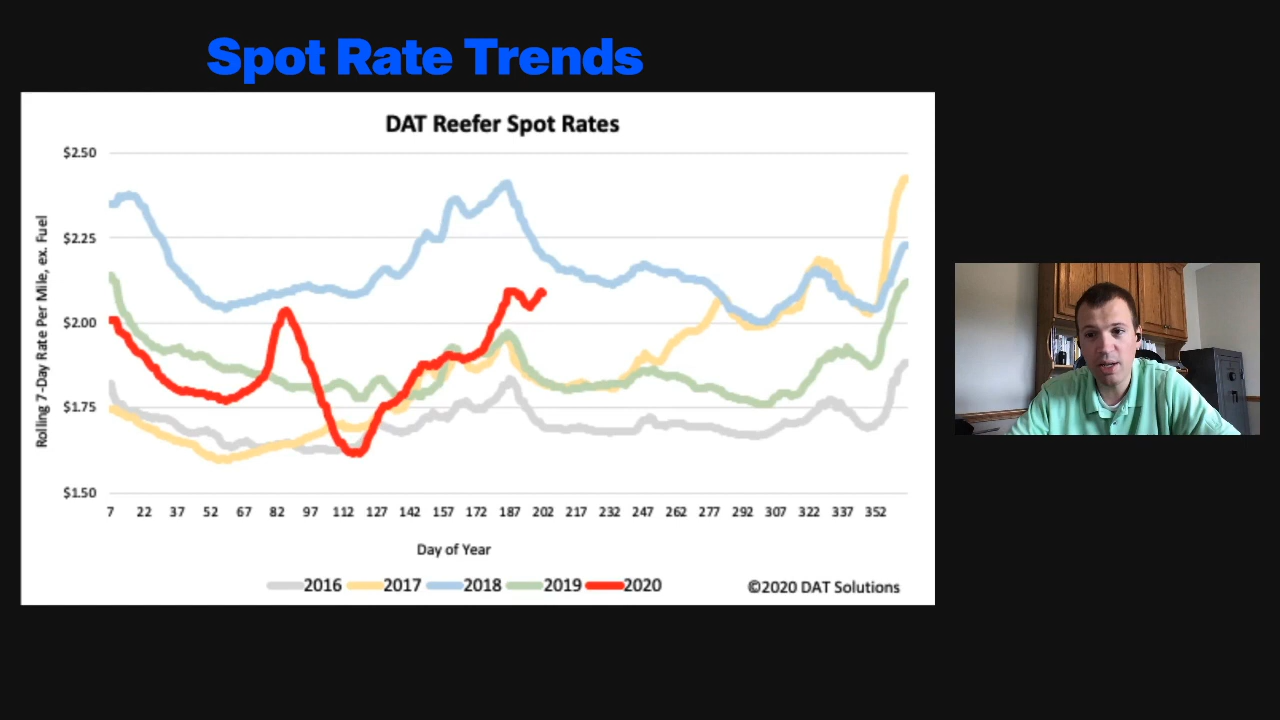 Spot Rate Trends
DAT Reefer Spot Rates
$2.50
$2.25
$2.00
$1.75
$1.50
Rolling 7-Day Rate Per Mile, ex. Fuel
7 22 37 52 67 82 97 112 127 142 157 172 187 202 217 232 247 262 277 292 307 322 337 352
Day of Year
2016 2017 2018 2019 2020
©2020 DAT Solutions